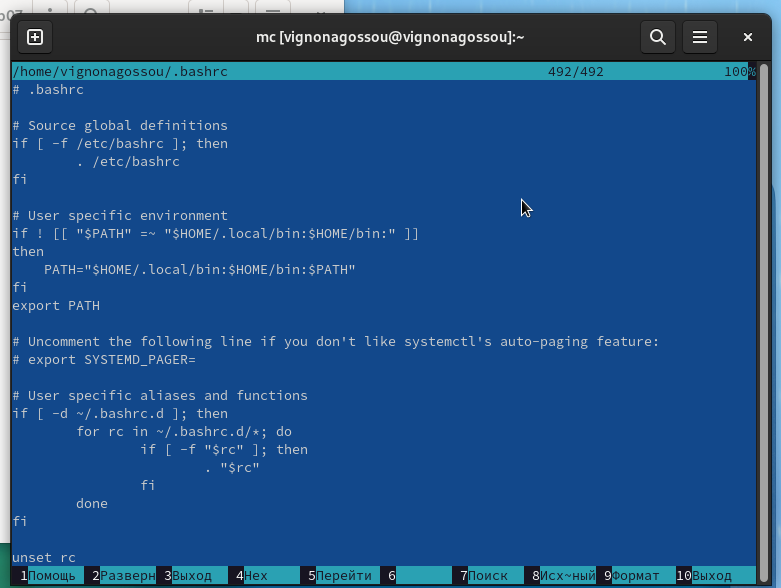 mc [vignonagossou@vignonagossou]:~
/home/vignonagossou/.bashrc 492/492 100%
# .bashrc
# Source global definitions
if [ -f /etc/bashrc ]; then
        . /etc/bashrc
fi
# User specific environment
if ! [[ "$PATH" =~ "$HOME/.local/bin:$HOME/bin:" ]]
then
    PATH="$HOME/.local/bin:$HOME/bin:$PATH"
fi
export PATH
# Uncomment the following line if you don't like systemctl's auto-paging feature:
# export SYSTEMD_PAGER=
# User specific aliases and functions
if [ -d ~/.bashrc.d ]; then
        for rc in ~/.bashrc.d/*; do
                if [ -f "$rc" ]; then
                        . "$rc"
                fi
        done
fi
unset rc
1Помощь 2Разверн 3Выход 4Hex 5Перейти 6 7Поиск 8Исх~ный 9Формат 10Выход